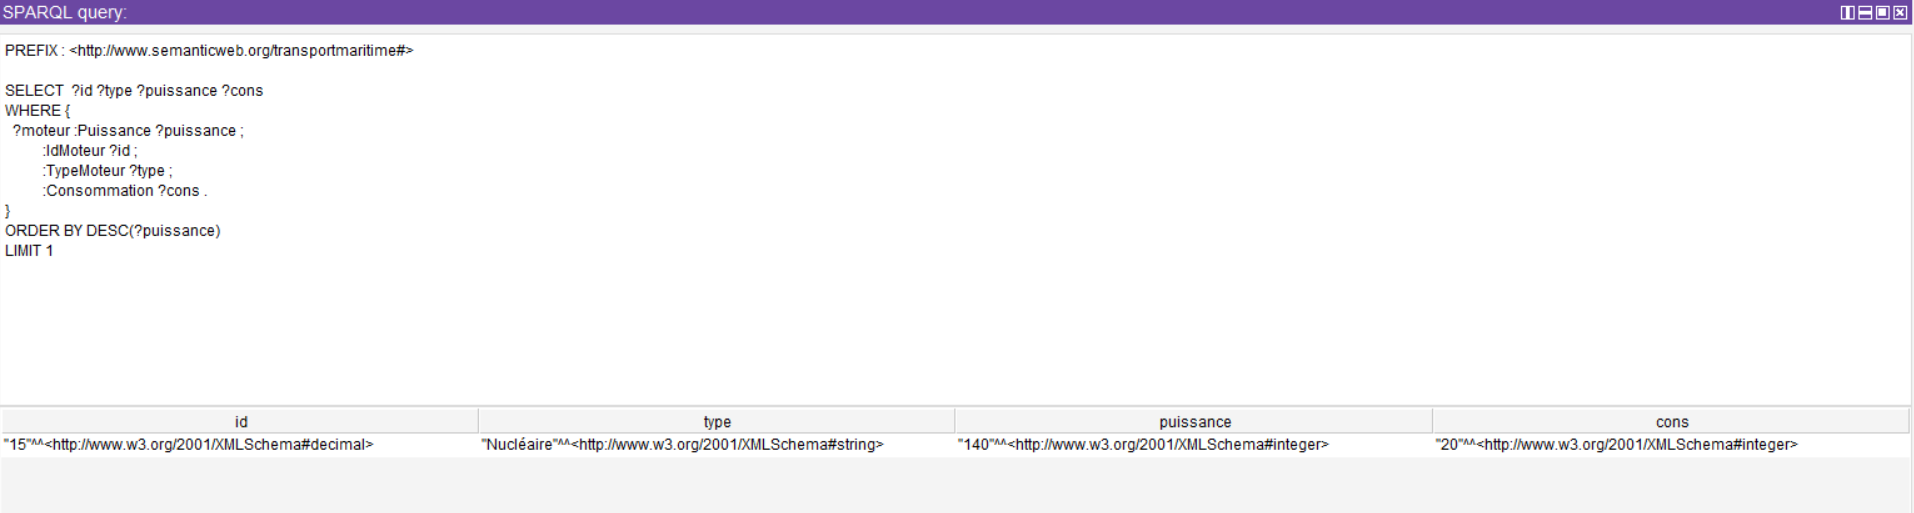 SPARQL query:
PREFIX : <http://www.semanticweb.org/transportmaritime#>
SELECT ?id ?type ?puissance ?cons
WHERE {
?moteur :Puissance ?puissance ;
:IdMoteur ?id ;
:TypeMoteur ?type ;
:Consommation ?cons .
}
ORDER BY DESC(?puissance)
LIMIT 1
id type puissance cons
"15"^^<http://www.w3.org/2001/XMLSchema#decimal> "Nucléaire"^^<http://www.w3.org/2001/XMLSchema#string> "140"^^<http://www.w3.org/2001/XMLSchema#integer> "20"^^<http://www.w3.org/2001/XMLSchema#integer>